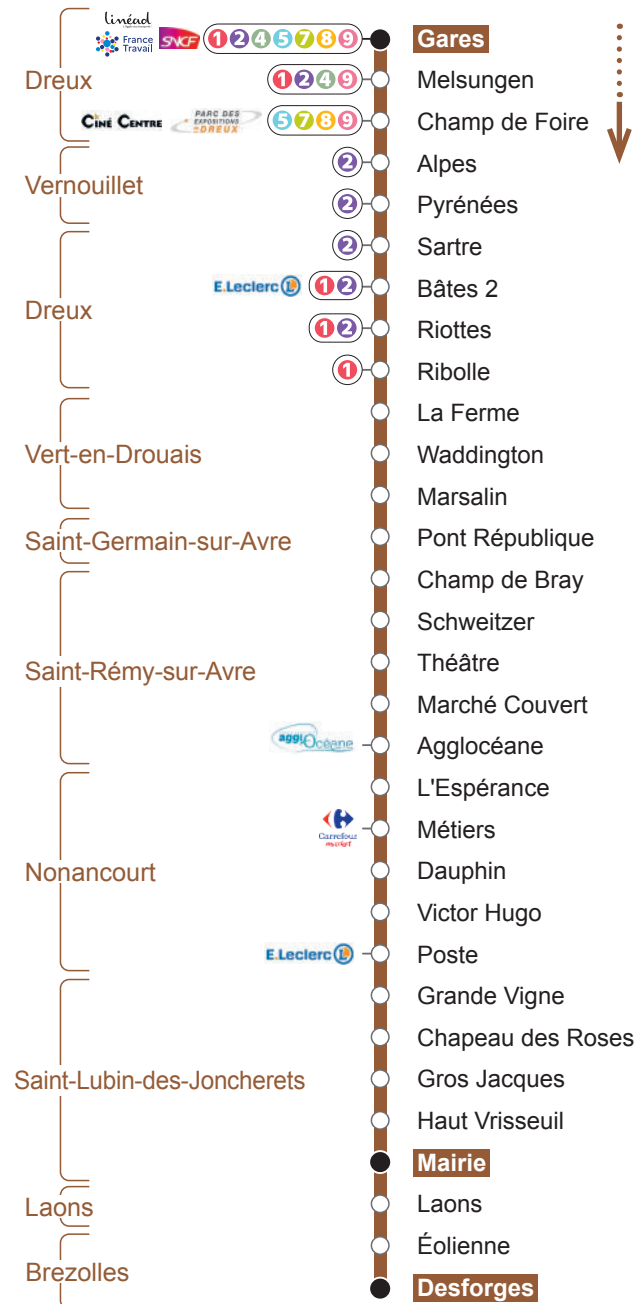 linéad
France Travail SNCF 1 2 4 5 7 8 9 Gares
Dreux
1 2 4 9 Melsungen
CINÉ CENTRE PARC DES EXPOSITIONS DE DREUX 5 7 8 9 Champ de Foire
Vernouillet
2 Alpes
2 Pyrénées
Dreux
2 Sartre
E.Leclerc L 1 2 Bâtes 2
1 2 Riottes
1 Ribolle
Vert-en-Drouais
La Ferme
Waddington
Marsalin
Saint-Germain-sur-Avre
Pont République
Saint-Rémy-sur-Avre
Champ de Bray
Schweitzer
Théâtre
Marché Couvert
aggl'Océane Agglocéane
Nonancourt
L'Espérance
Carrefour market Métiers
Dauphin
Victor Hugo
E.Leclerc L Poste
Saint-Lubin-des-Joncherets
Grande Vigne
Chapeau des Roses
Gros Jacques
Haut Vrisseuil
Mairie
Laons
Laons
Brezolles
Éolienne
Desforges